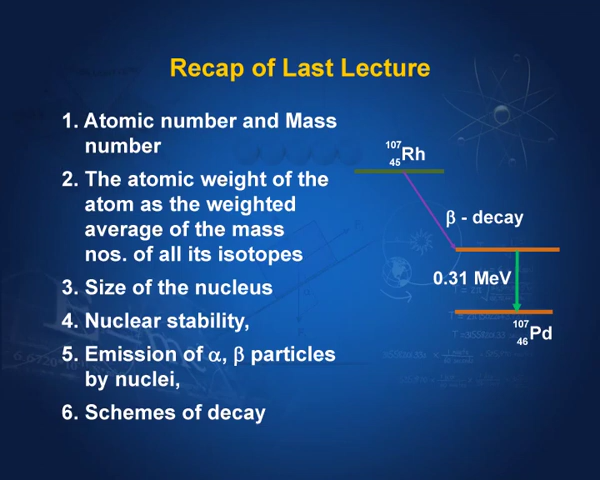 Recap of Last Lecture
1. Atomic number and Mass
number
2. The atomic weight of the
atom as the weighted
average of the mass
nos. of all its isotopes
3. Size of the nucleus
4. Nuclear stability,
5. Emission of α, β particles
by nuclei,
6. Schemes of decay
107
45Rh
β - decay
0.31 MeV
107
46Pd